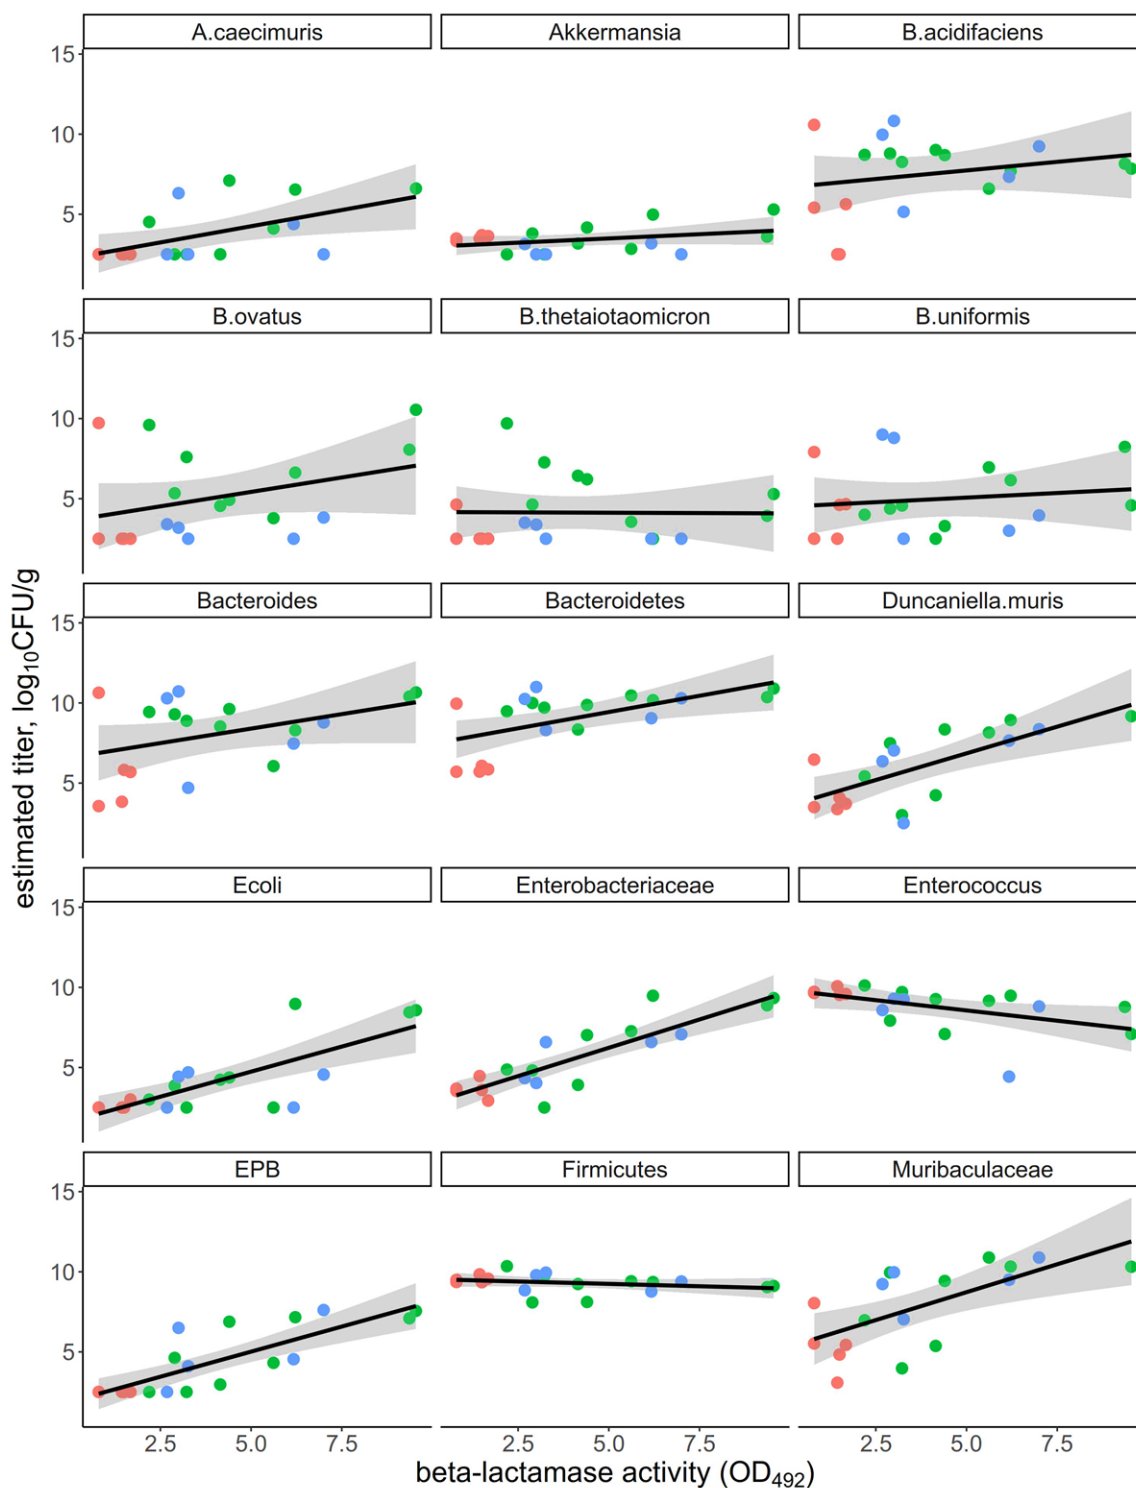 A.caecimuris Akkermansia B.acidifaciens
15
10
5
B.ovatus B.thetaiotaomicron B.uniformis
15
10
5
Bacteroides Bacteroidetes Duncaniella.muris
15
10
5
Ecoli Enterobacteriaceae Enterococcus
15
10
5
EPB Firmicutes Muribaculaceae
15
10
5
2.5 5.0 7.5 2.5 5.0 7.5 2.5 5.0 7.5
beta-lactamase activity (OD₄₉₂)
estimated titer, log₁₀CFU/g